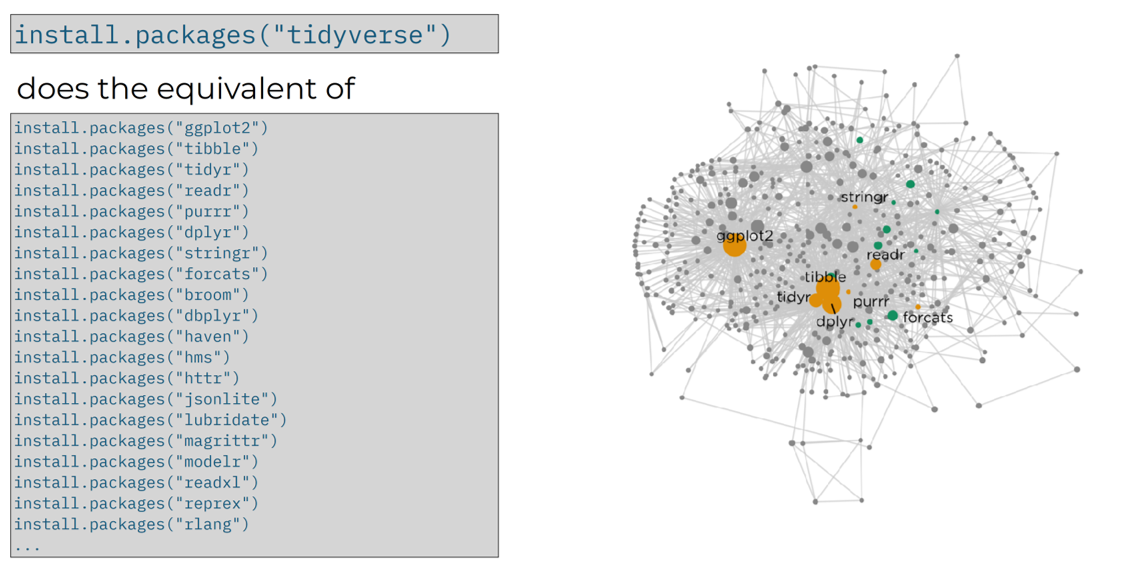 install.packages("tidyverse")
does the equivalent of
install.packages("ggplot2")
install.packages("tibble")
install.packages("tidyr")
install.packages("readr")
install.packages("purrr")
install.packages("dplyr")
install.packages("stringr")
install.packages("forcats")
install.packages("broom")
install.packages("dbplyr")
install.packages("haven")
install.packages("hms")
install.packages("httr")
install.packages("jsonlite")
install.packages("lubridate")
install.packages("magrittr")
install.packages("modelr")
install.packages("readxl")
install.packages("reprex")
install.packages("rlang")
...
stringr
ggplot2
readr
tibble
tidyr
purrr
dplyr
forcats